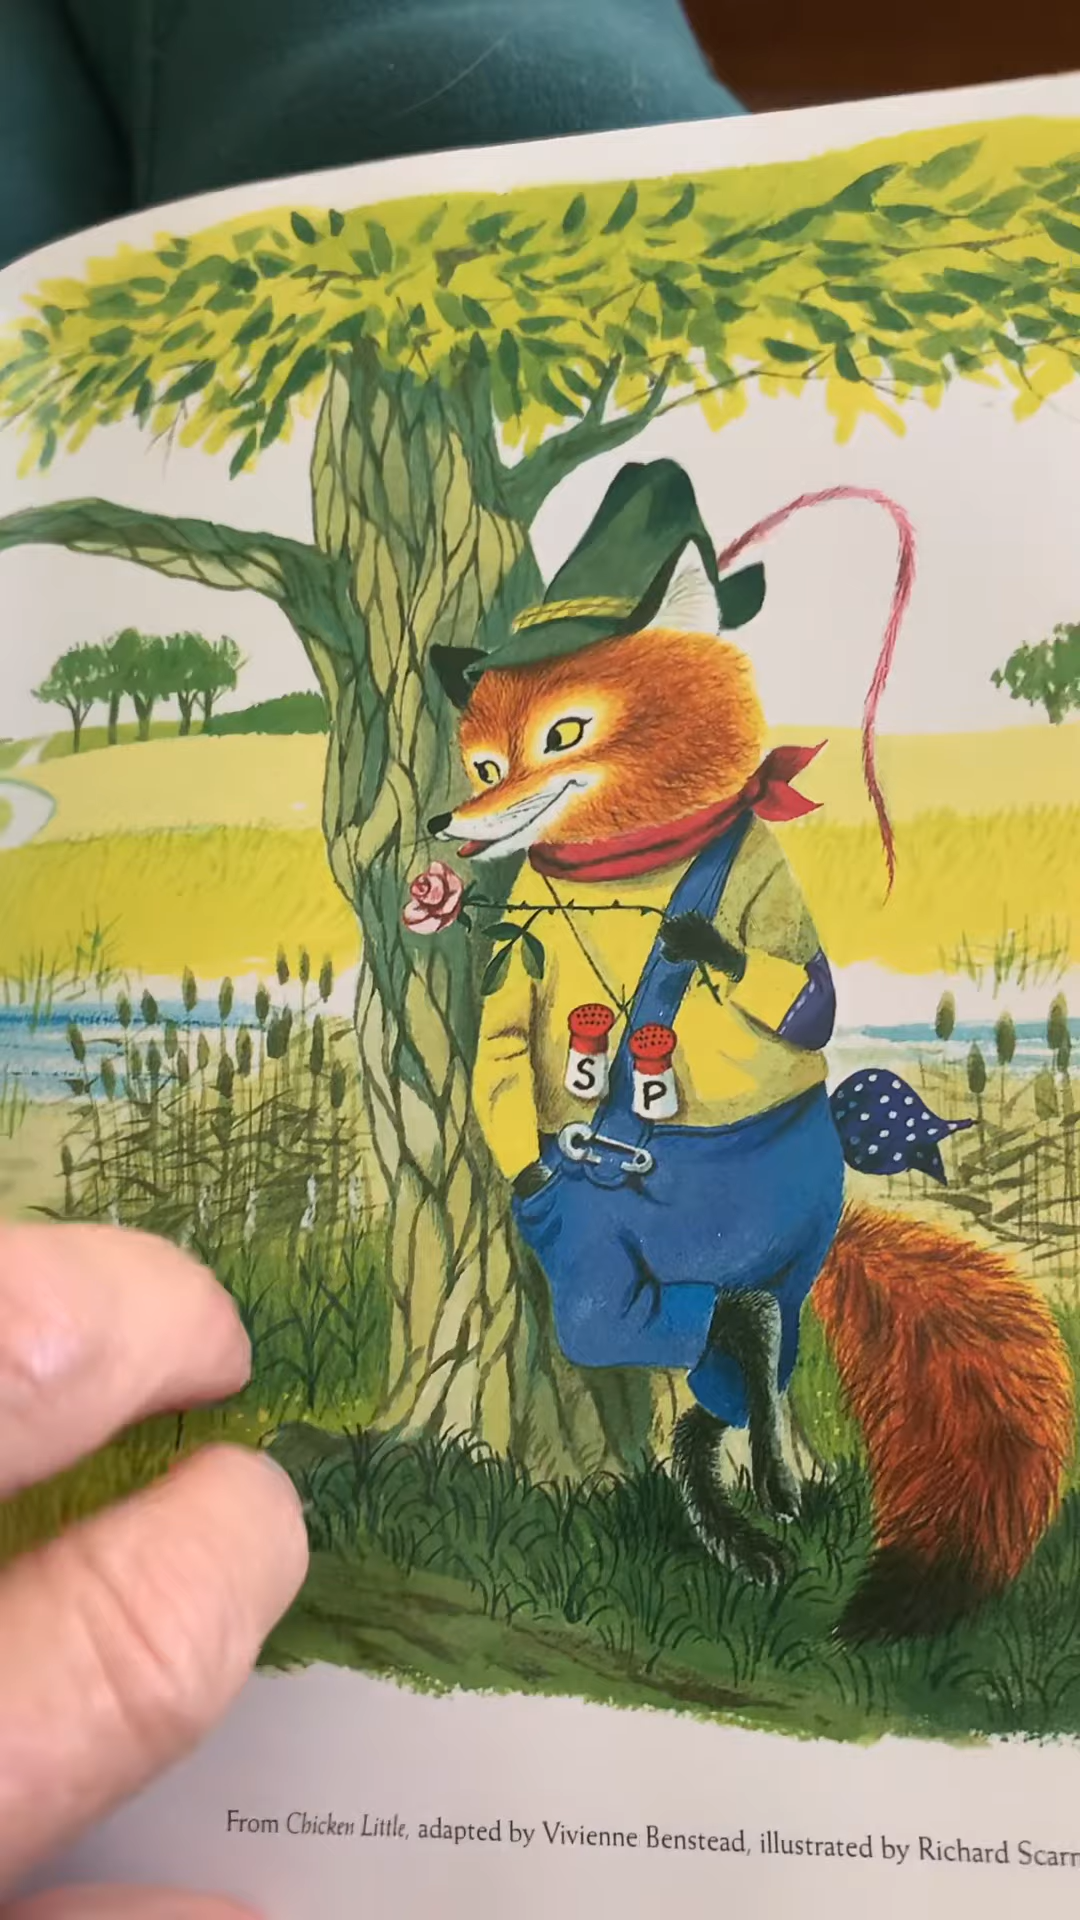 S
P
From Chicken Little, adapted by Vivienne Benstead, illustrated by Richard